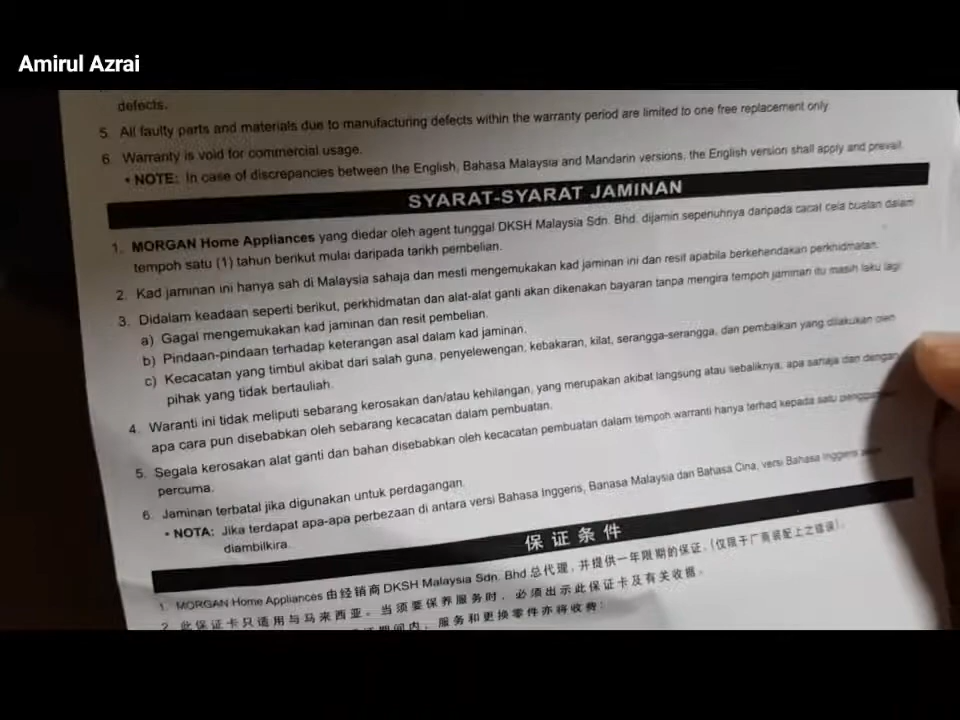 Amirul Azrai
defects.
5. All faulty parts and materials due to manufacturing defects within the warranty period are limited to one free replacement only
6. Warranty is void for commercial usage.
• NOTE: In case of discrepancies between the English, Bahasa Malaysia and Mandarin versions, the English version shall apply and prevail.
SYARAT-SYARAT JAMINAN
1. MORGAN Home Appliances yang diedar oleh agent tunggal DKSH Malaysia Sdn. Bhd. dijamin sepenuhnya daripada cacat cela buatan dalam
tempoh satu (1) tahun berikut mulai daripada tarikh pembelian.
2. Kad jaminan ini hanya sah di Malaysia sahaja dan mesti mengemukakan kad jaminan ini dan resit apabila berkehendakan perkhidmatan.
3. Didalam keadaan seperti berikut, perkhidmatan dan alat-alat ganti akan dikenakan bayaran tanpa mengira tempoh jaminan itu masih laku lagi
a) Gagal mengemukakan kad jaminan dan resit pembelian.
b) Pindaan-pindaan terhadap keterangan asal dalam kad jaminan.
c) Kecacatan yang timbul akibat dari salah guna, penyelewengan, kebakaran, kilat, serangga-serangga, dan pembaikan yang dilakukan oleh
pihak yang tidak bertauliah.
4. Waranti ini tidak meliputi sebarang kerosakan dan/atau kehilangan, yang merupakan akibat langsung atau sebaliknya, apa sahaja dan dengan
apa cara pun disebabkan oleh sebarang kecacatan dalam pembuatan.
5. Segala kerosakan alat ganti dan bahan disebabkan oleh kecacatan pembuatan dalam tempoh warranti hanya terhad kepada satu
percuma.
6. Jaminan terbatal jika digunakan untuk perdagangan.
• NOTA: Jika terdapat apa-apa perbezaan di antara versi Bahasa Inggeris, Banasa Malaysia dan Bahasa Cina, versi Bahasa Inggeris
diambilkira.
保证条件
1. MORGAN Home Appliances 由经销商 DKSH Malaysia Sdn. Bhd 总代理，并提供一年限期的保证。(仅限于厂商装配上之错误)。
2. 此保证卡只适用与马来西亚。当须要保养服务时，必须出示此保证卡及有关收据。
期间内，服务和更换零件亦将收费：